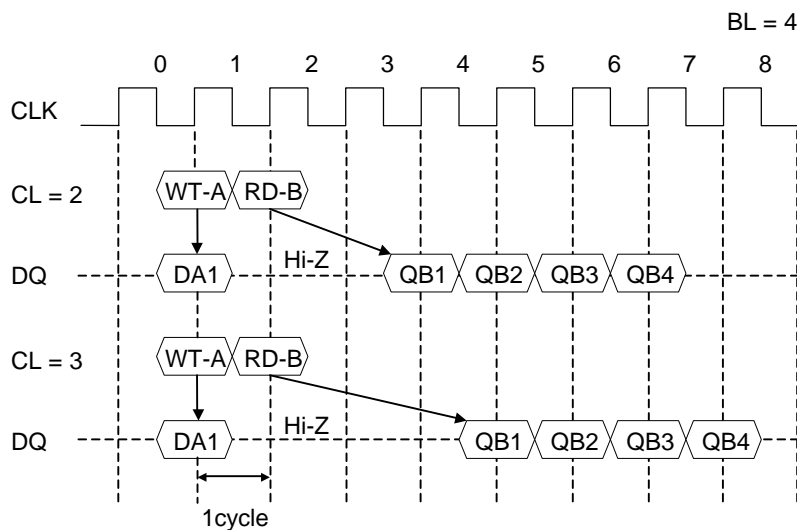 BL = 4
0 1 2 3 4 5 6 7 8
CLK
CL = 2 WT-A RD-B
DQ DA1 Hi-Z QB1 QB2 QB3 QB4
CL = 3 WT-A RD-B
DQ DA1 Hi-Z QB1 QB2 QB3 QB4
1cycle